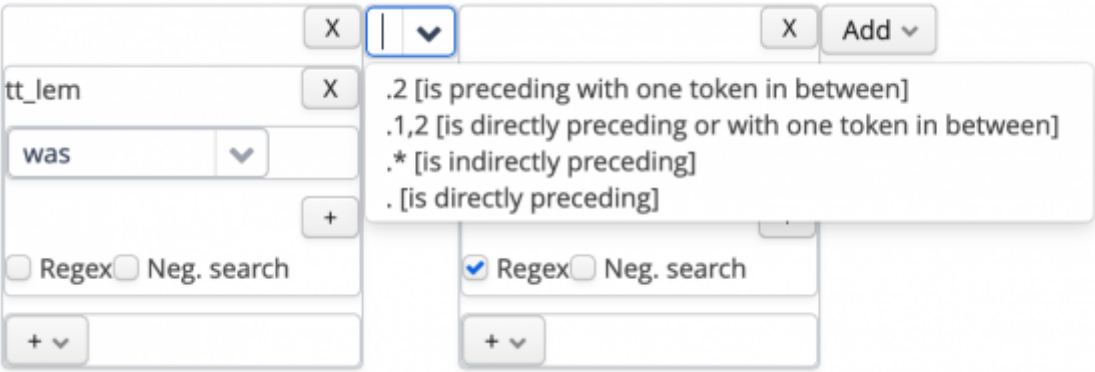 X
X
Add
tt_lem
X
.2 [is preceding with one token in between]
.1,2 [is directly preceding or with one token in between]
.* [is indirectly preceding]
. [is directly preceding]
was
+
Regex Neg. search
Regex Neg. search
+
+